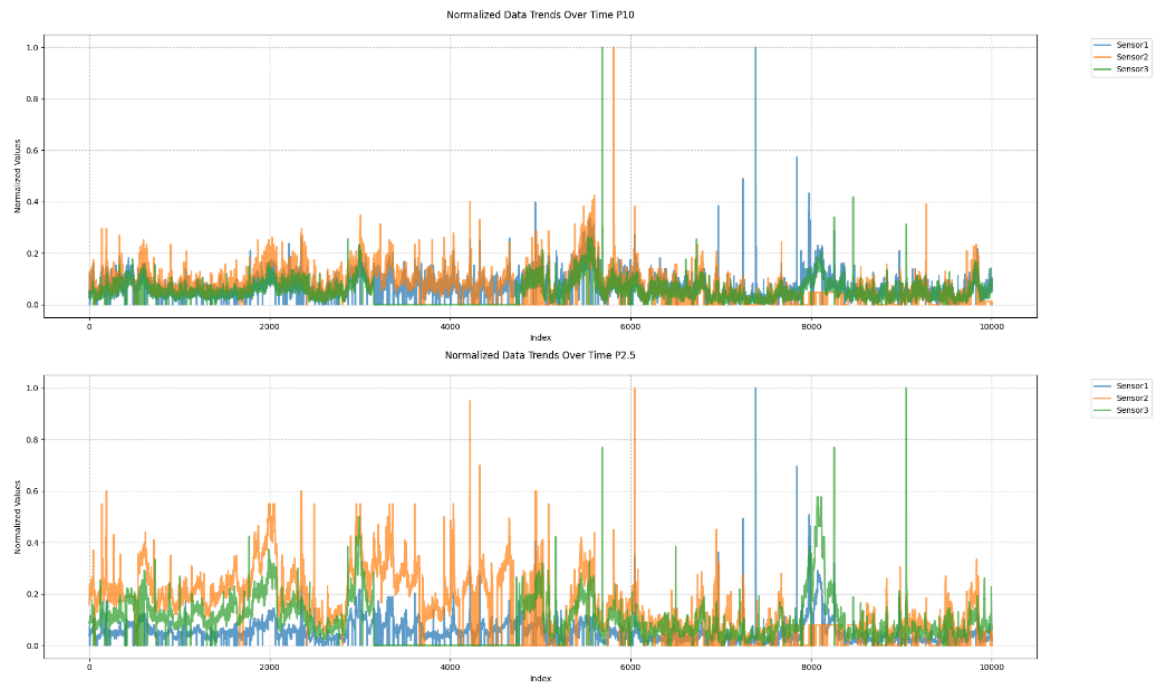 Normalized Data Trends Over Time P10
Sensor1
Sensor2
Sensor3
1.0
0.8
0.6
0.4
0.2
0.0
Normalized Values
0 2000 4000 6000 8000 10000
Index
Normalized Data Trends Over Time P2.5
Sensor1
Sensor2
Sensor3
1.0
0.8
0.6
0.4
0.2
0.0
Normalized Values
0 2000 4000 6000 8000 10000
Index